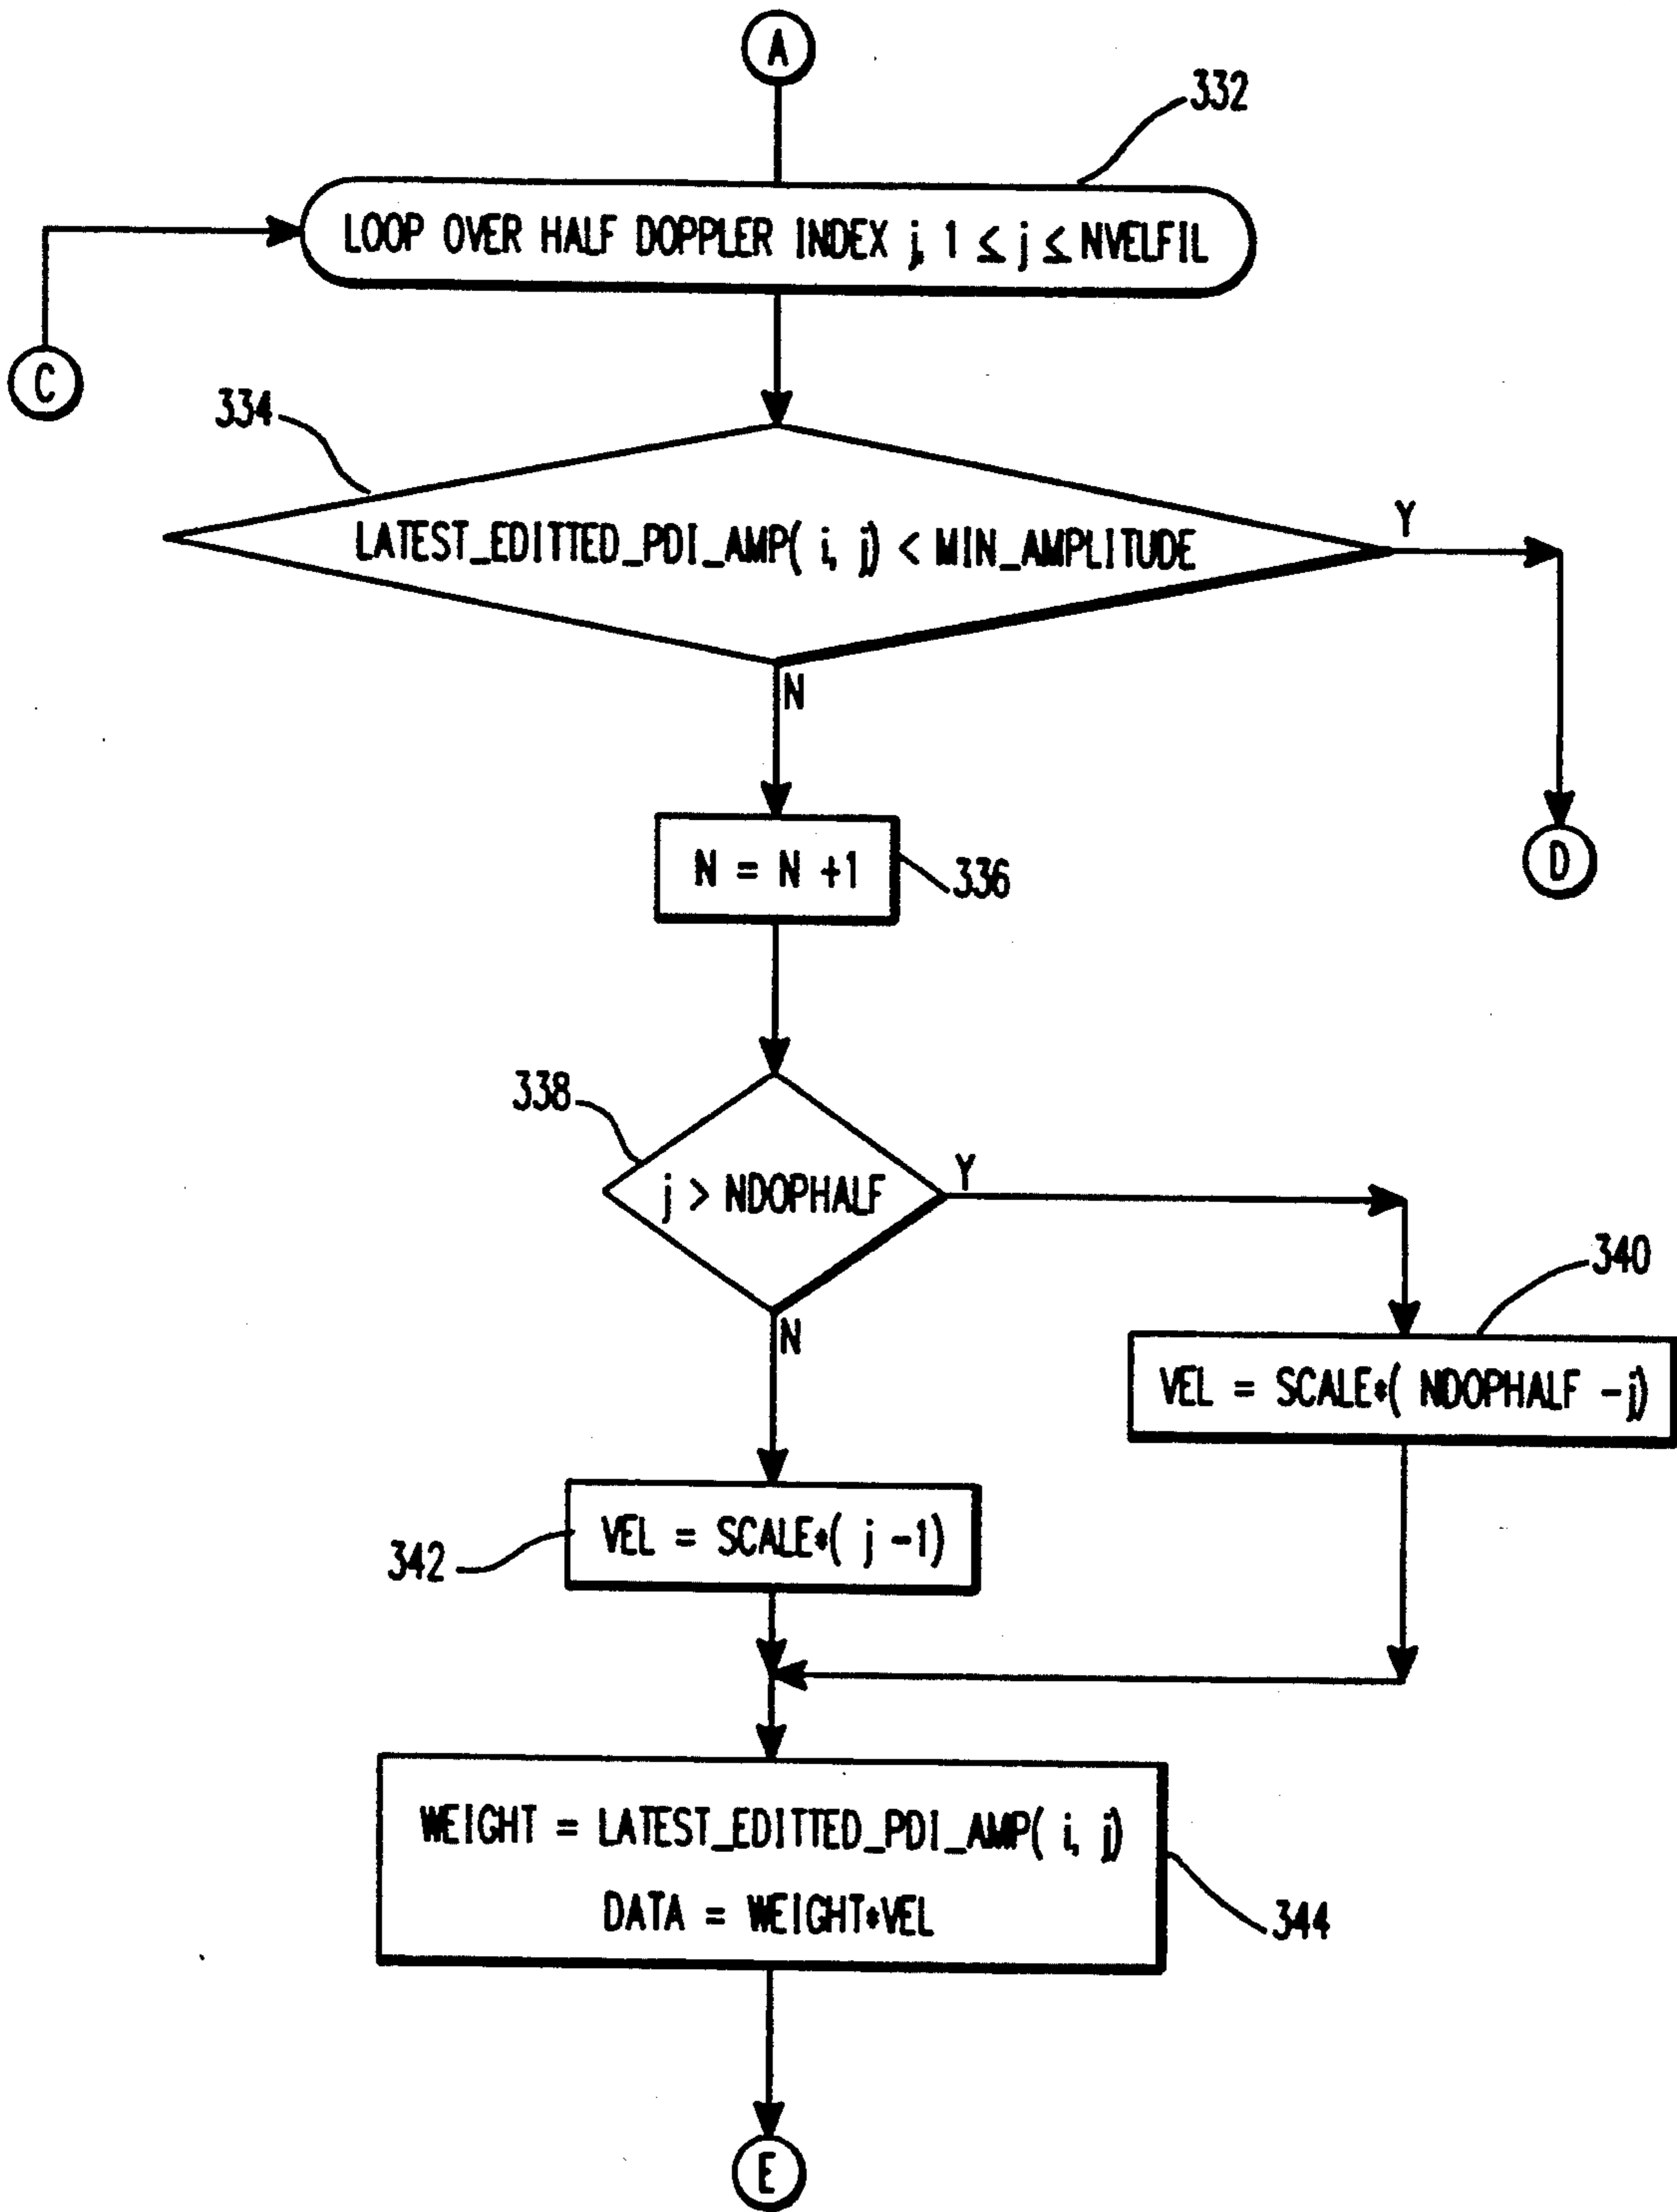 A
332
LOOP OVER HALF DOPPLER INDEX j, 1 ≤ j ≤ NVELFIL
C
334
LATEST_EDITTED_PDI_AMP( i, j) < MIN_AMPLITUDE
Y
N
N = N +1
336
D
338
j > NDOPHALF
Y
N
340
VEL = SCALE*( NDOPHALF -j)
VEL = SCALE*( j -1)
342
WEIGHT = LATEST_EDITTED_PDI_AMP( i, j)
DATA = WEIGHT*VEL
344
E